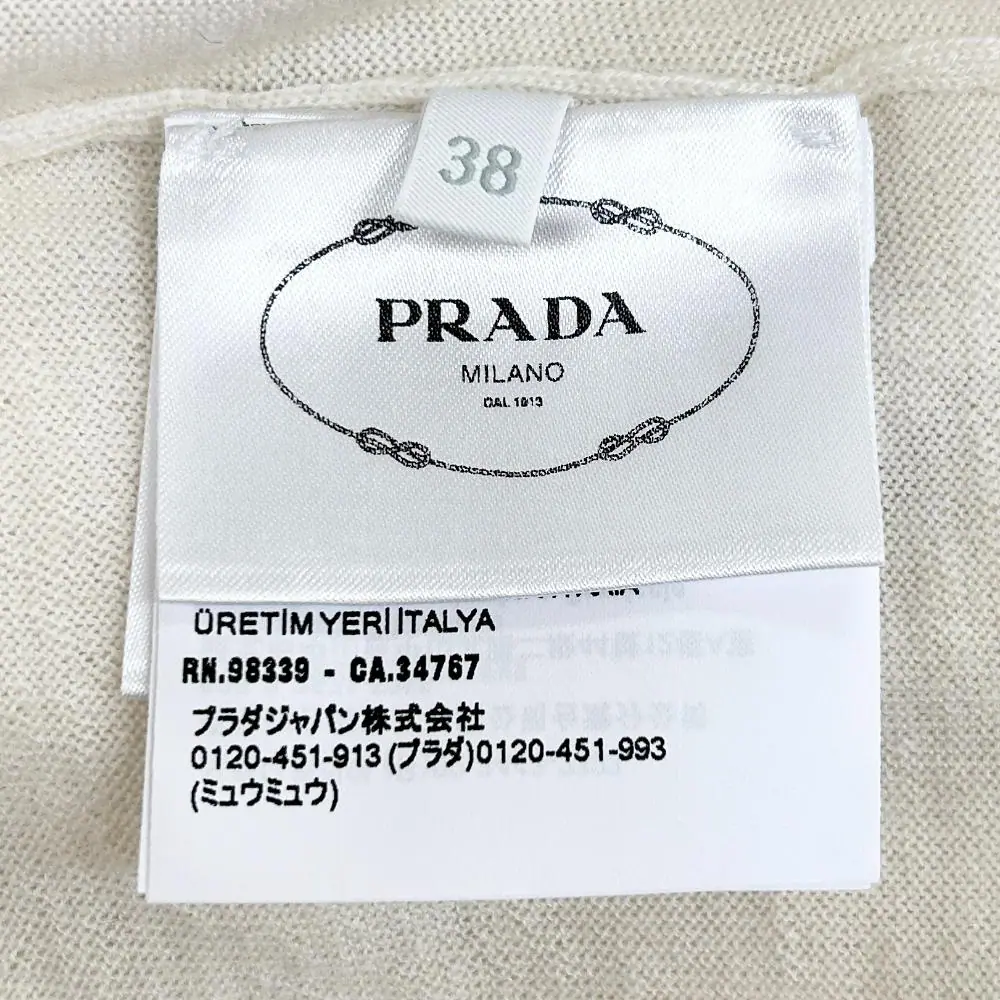 38
PRADA
MILANO
DAL 1913
ÜRETİM YERİ İTALYA
RN.98339 - CA.34767
プラダジャパン株式会社
0120-451-913 (プラダ)0120-451-993
(ミュウミュウ)